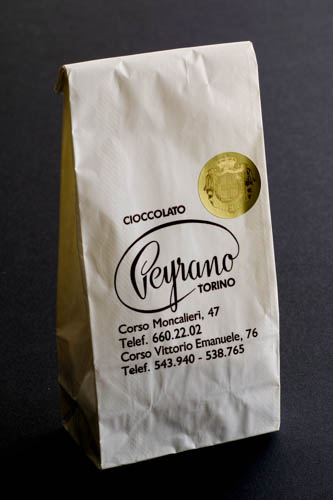 CIOCCOLATO
Peyrano
TORINO
Corso Moncalieri, 47
Telef. 660.22.02
Corso Vittorio Emanuele, 76
Telef. 543.940 - 538.765